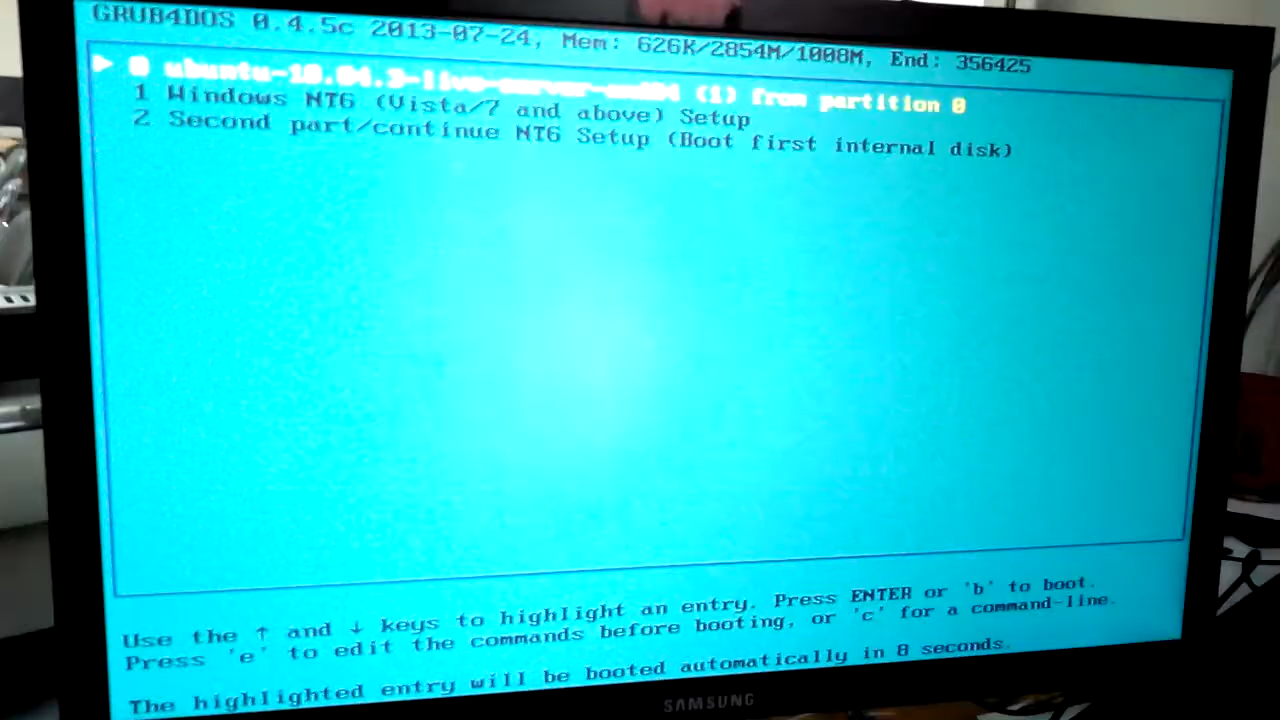 GRUB4DOS 0.4.5c 2013-07-24, Mem: 626K/2854M/1008M, End: 356425
0 ubuntu-18.04.3-live-server-amd64 (1) from partition 0
1 Windows NT6 (Vista/7 and above) Setup
2 Second part/continue NT6 Setup (Boot first internal disk)
Use the ↑ and ↓ keys to highlight an entry. Press ENTER or 'b' to boot.
Press 'e' to edit the commands before booting, or 'c' for a command-line.
The highlighted entry will be booted automatically in 8 seconds.
SAMSUNG